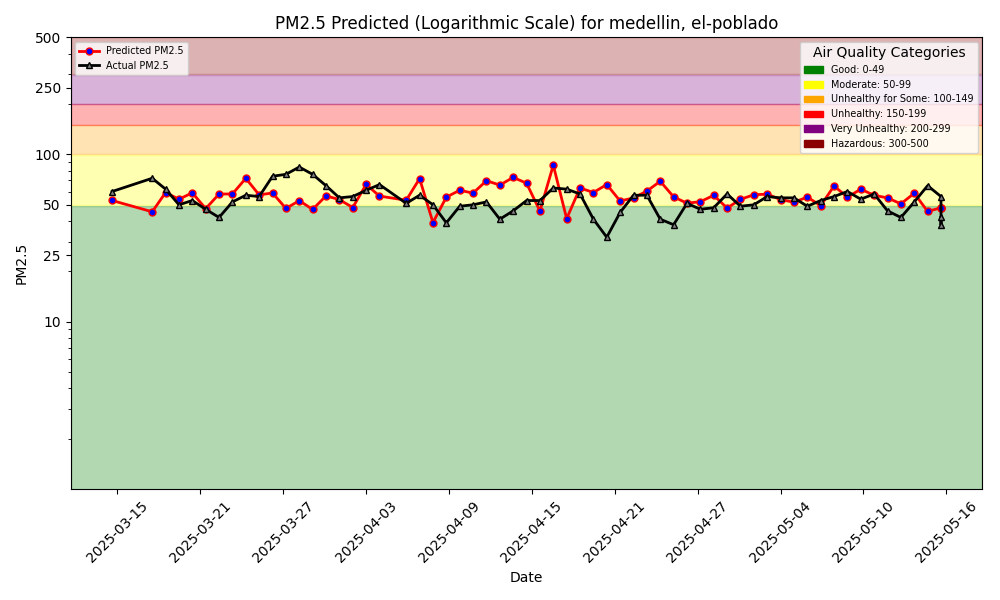 PM2.5 Predicted (Logarithmic Scale) for medellin, el-poblado
Predicted PM2.5
Actual PM2.5
Air Quality Categories
Good: 0-49
Moderate: 50-99
Unhealthy for Some: 100-149
Unhealthy: 150-199
Very Unhealthy: 200-299
Hazardous: 300-500
500
250
100
50
25
10
PM2.5
2025-03-15
2025-03-21
2025-03-27
2025-04-03
2025-04-09
2025-04-15
2025-04-21
2025-04-27
2025-05-04
2025-05-10
2025-05-16
Date